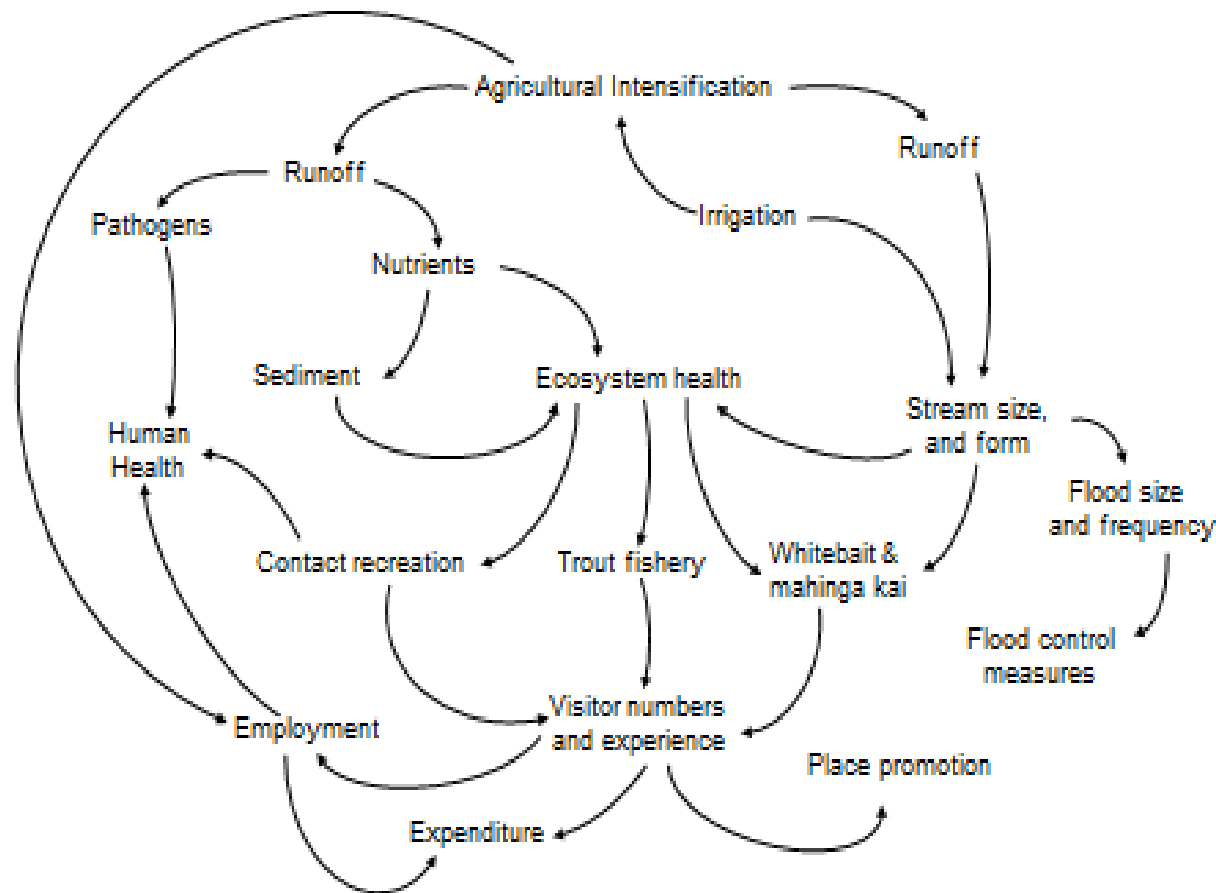 Agricultural Intensification
Runoff
Runoff
Pathogens
Irrigation
Nutrients
Sediment
Ecosystem health
Stream size,
and form
Human
Health
Flood size
and frequency
Contact recreation
Trout fishery
Whitebait &
mahinga kai
Flood control
measures
Employment
Visitor numbers
and experience
Place promotion
Expenditure